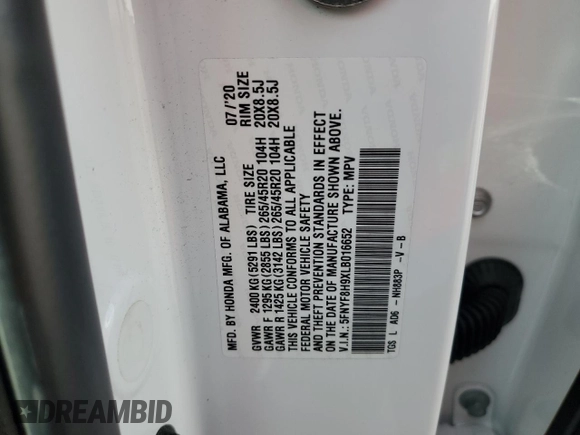 MFD. BY HONDA MFG. OF ALABAMA, LLC 07/'20
TIRE SIZE RIM SIZE
GVWR 2400 KG (5291 LBS)
GAWR F 1295 KG (2855 LBS) 265/45R20 104H 20X8.5J
GAWR R 1425 KG (3142 LBS) 265/45R20 104H 20X8.5J
THIS VEHICLE CONFORMS TO ALL APPLICABLE
FEDERAL MOTOR VEHICLE SAFETY
AND THEFT PREVENTION STANDARDS IN EFFECT
ON THE DATE OF MANUFACTURE SHOWN ABOVE.
V.I.N.: 5FNYF8H9XLB016652 TYPE: MPV
TGS L AD6 - NH883P -V -B
DREAMBID